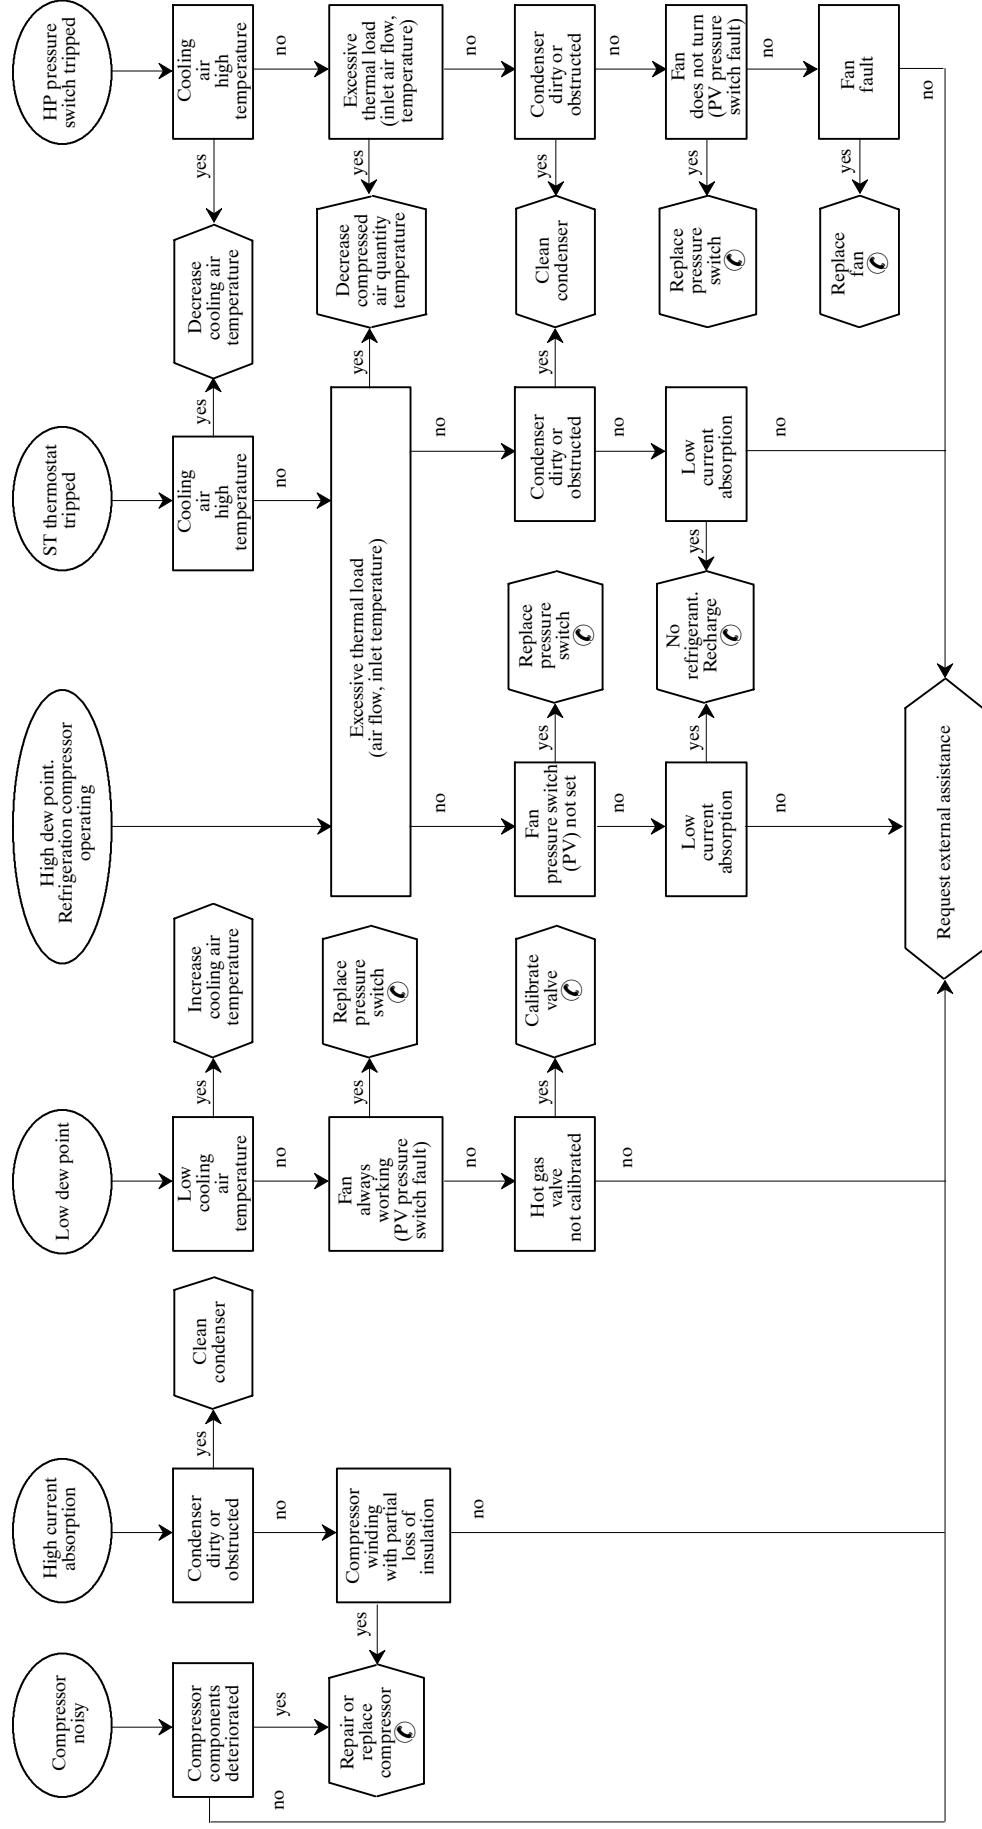 Compressor
noisy
Compressor
components
deteriorated
yes
no
Repair or
replace
compressor
High current
absorption
Condenser
dirty or
obstructed
yes
Clean
condenser
no
Compressor
winding
with partial
loss of
insulation
yes
no
Low dew point
Low
cooling
air
temperature
yes
Increase
cooling air
temperature
no
Fan
always
working
(PV pressure
switch fault)
yes
Replace
pressure
switch
no
Hot gas
valve
not calibrated
yes
Calibrate
valve
no
High dew point.
Refrigeration compressor
operating
Excessive thermal load
(air flow, inlet temperature)
yes
no
Fan
pressure switch
(PV) not set
yes
Replace
pressure
switch
no
Low
current
absorption
yes
No
refrigerant.
Recharge
no
ST thermostat
tripped
Cooling
air
high
temperature
yes
Decrease
cooling air
temperature
no
no
Condenser
dirty or
obstructed
yes
Clean
condenser
no
Low
current
absorption
yes
no
HP pressure
switch tripped
Cooling
air
high
temperature
yes
no
Excessive
thermal load
(inlet air flow,
temperature)
yes
Decrease
compressed
air quantity
temperature
no
Condenser
dirty or
obstructed
yes
no
Fan
does not turn
(PV pressure
switch fault)
yes
Replace
pressure
switch
no
Fan
fault
yes
Replace
fan
no
Request external assistance